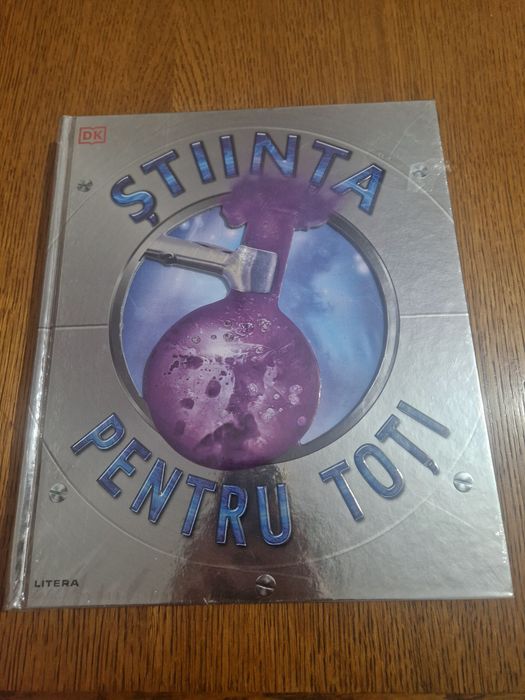 DK
ȘTIINȚA
PENTRU TOȚI
LITERA